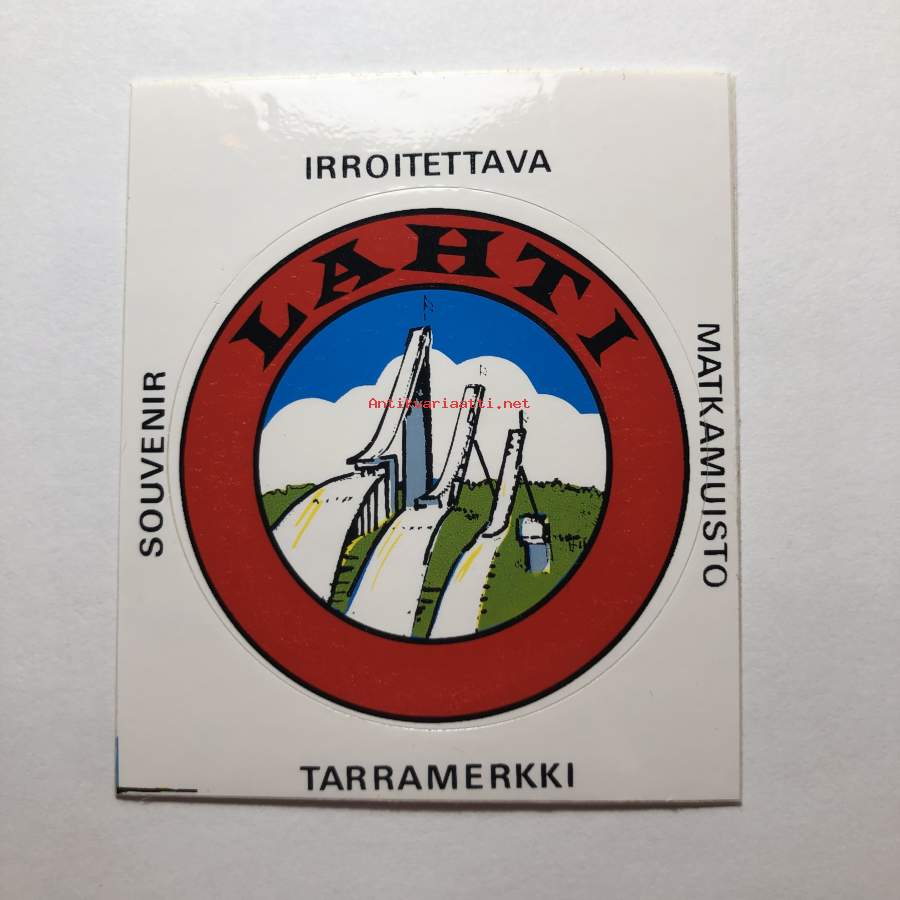 IRROITETTAVA
LAHTI
Antikvariaatti.net
SOUVENIR
MATKAMUISTO
TARRAMERKKI